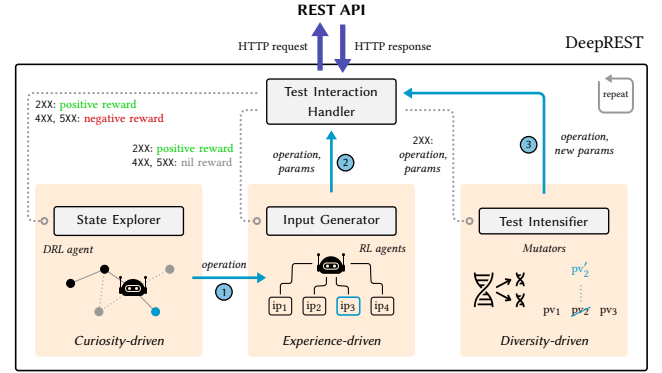 REST API
HTTP request
HTTP response
DeepREST
Test Interaction
Handler
repeat
2XX: positive reward
4XX, 5XX: negative reward
2XX: positive reward
4XX, 5XX: nil reward
operation,
params
2
2XX:
operation,
params
3
operation,
new params
State Explorer
DRL agent
Curiosity-driven
operation
1
Input Generator
RL agents
ip1
ip2
ip3
ip4
Experience-driven
Test Intensifier
Mutators
pv′2
pv1 pv2 pv3
Diversity-driven